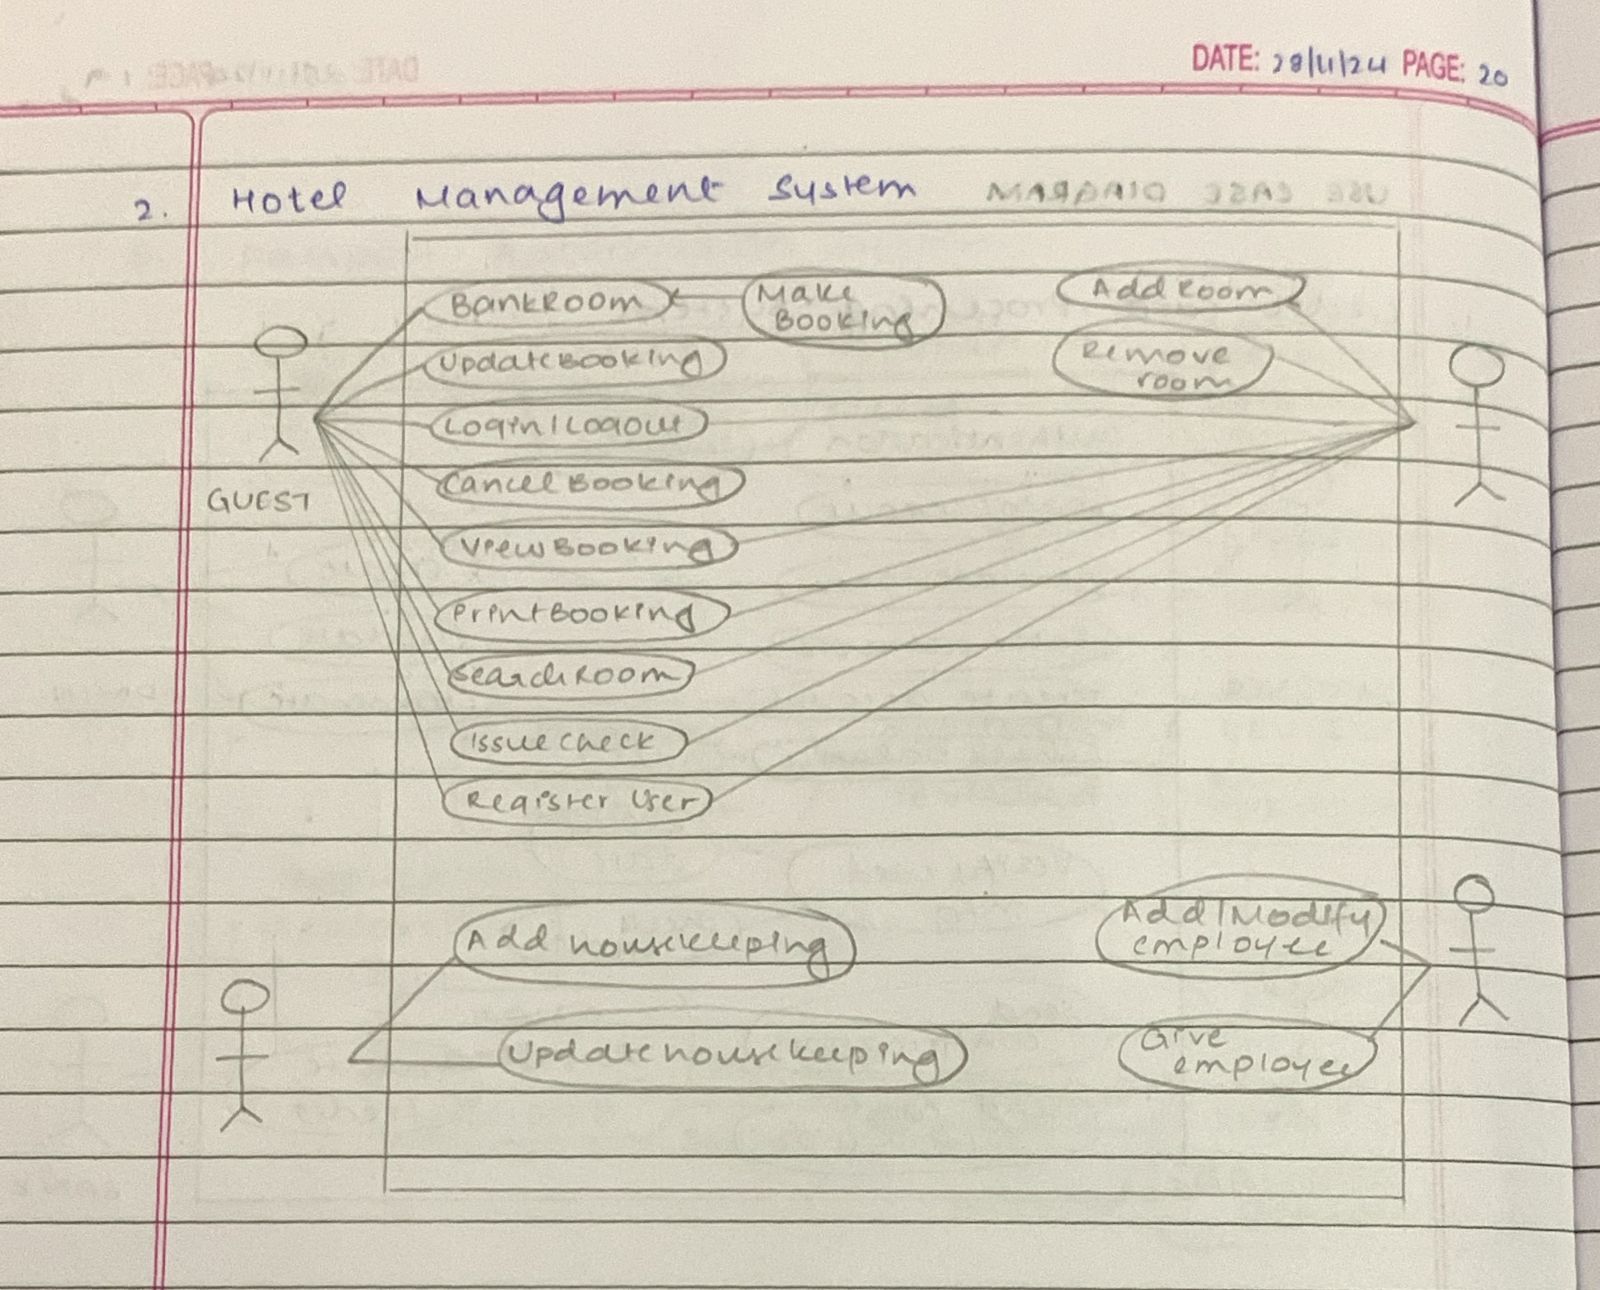 DATE: 28/11/24 PAGE: 20
2. Hotel Management System
BankRoom
Make
Booking
Add Room
UpdateBooking
Remove
room
Login/Logout
Cancel Booking
GUEST
ViewBooking
PrintBooking
SearchRoom
Issue Check
Register User
Add housekeeping
Add/Modify
employee
Update housekeeping
Give
employee